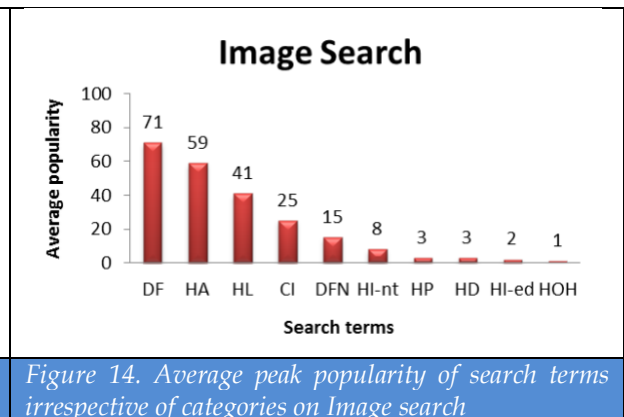 Image Search
Average popularity
100
80
60
40
20
0
71
59
41
25
15
8
3
3
2
1
DF HA HL CI DFN HI-nt HP HD HI-ed HOH
Search terms
Figure 14. Average peak popularity of search terms
irrespective of categories on Image search